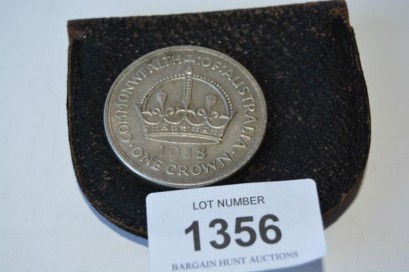 COMMONWEALTH OF AUSTRALIA
1938
ONE CROWN
LOT NUMBER
1356
BARGAIN HUNT AUCTIONS